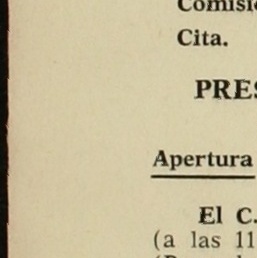 Comisi
Cita.
PRES
Apertura
El C.
(a las 11